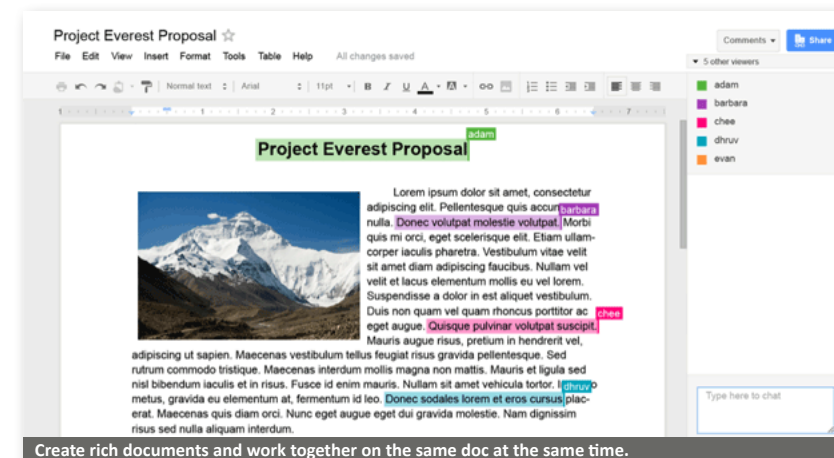 Project Everest Proposal
Comments
Share
File Edit View Insert Format Tools Table Help All changes saved
5 other viewers
Normal text Arial 11pt B I U A
adam
barbara
chee
dhruv
evan
1 1 2 3 4 5 6 7
adam
Project Everest Proposal
Lorem ipsum dolor sit amet, consectetur
adipiscing elit. Pellentesque quis accum barbara
nulla. Donec volutpat molestie volutpat. Morbi
quis mi orci, eget scelerisque elit. Etiam ullam-
corper iaculis pharetra. Vestibulum vitae velit
sit amet diam adipiscing faucibus. Nullam vel
velit et lacus elementum mollis eu vel lorem.
Suspendisse a dolor in est aliquet vestibulum.
Duis non quam vel quam rhoncus porttitor ac chee
eget augue. Quisque pulvinar volutpat suscipit.
Mauris augue risus, pretium in hendrerit vel,
adipiscing ut sapien. Maecenas vestibulum tellus feugiat risus gravida pellentesque. Sed
rutrum commodo tristique. Maecenas interdum mollis magna non mattis. Mauris et ligula sed
nisl bibendum iaculis et in risus. Fusce id enim mauris. Nullam sit amet vehicula tortor. dhruv
metus, gravida eu elementum at, fermentum id leo. Donec sodales lorem et eros cursus plac-
erat. Maecenas quis diam orci. Nunc eget augue eget dui gravida molestie. Nam dignissim
risus sed nulla aliquam interdum.
Type here to chat
Create rich documents and work together on the same doc at the same time.